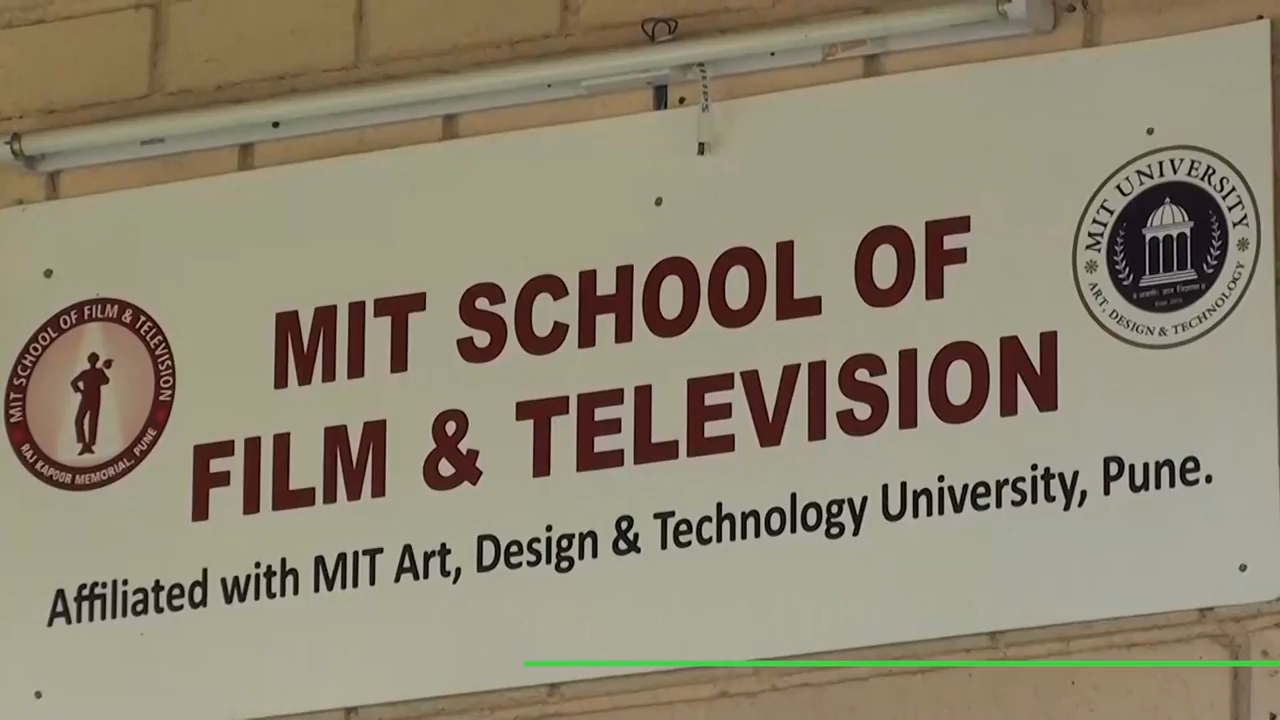 MIT SCHOOL OF
FILM & TELEVISION
Affiliated with MIT Art, Design & Technology University, Pune.
MIT SCHOOL OF FILM & TELEVISION
RAJ KAPOOR MEMORIAL, PUNE
MIT UNIVERSITY
ART, DESIGN & TECHNOLOGY